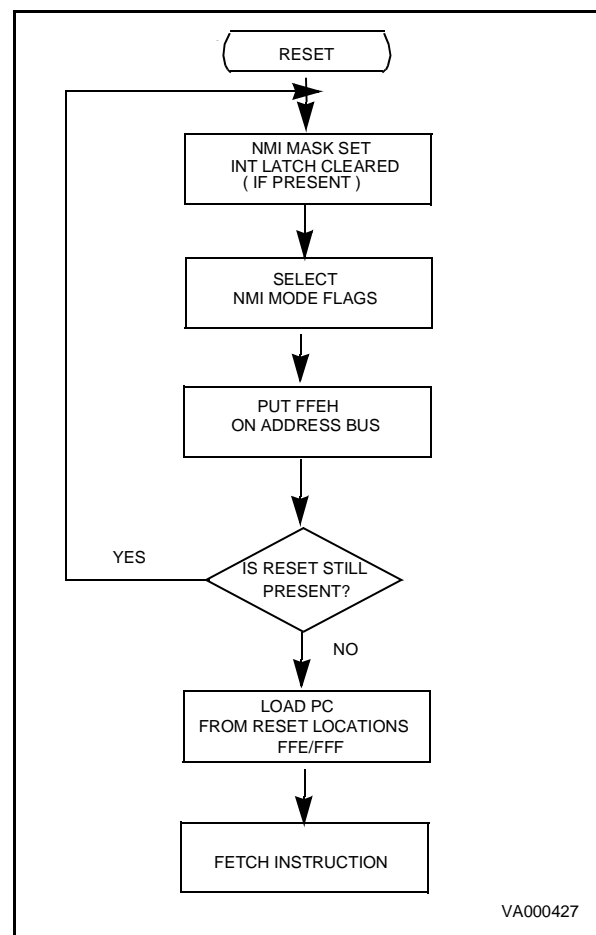 RESET
NMI MASK SET
INT LATCH CLEARED
( IF PRESENT )
SELECT
NMI MODE FLAGS
PUT FFEH
ON ADDRESS BUS
YES
IS RESET STILL
PRESENT?
NO
LOAD PC
FROM RESET LOCATIONS
FFE/FFF
FETCH INSTRUCTION
VA000427